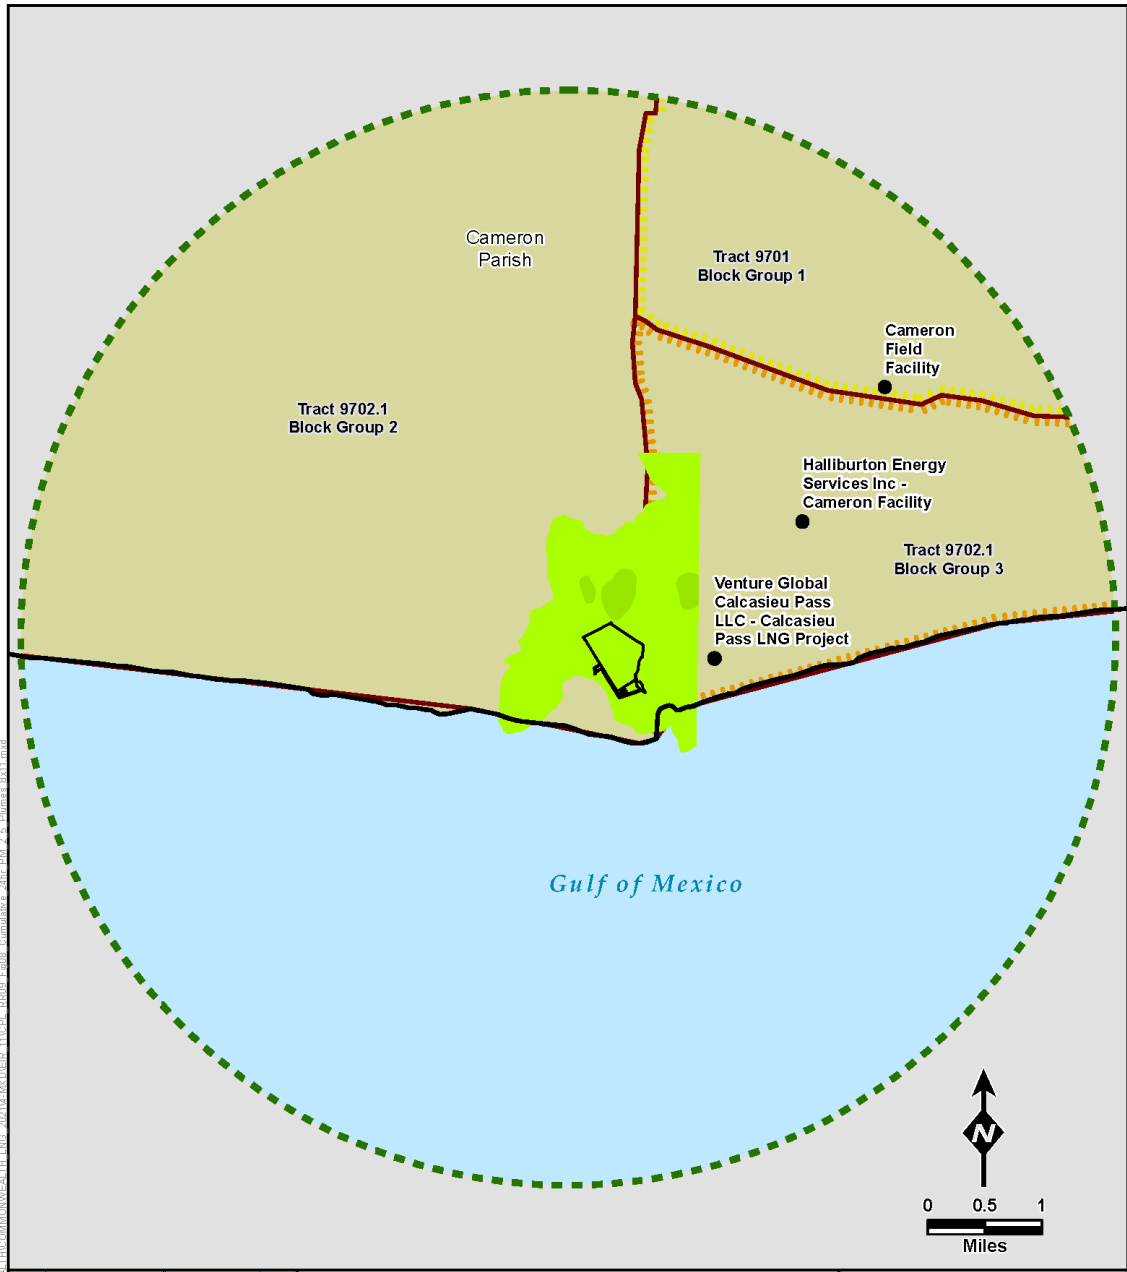 Cameron
Parish
Tract 9701
Block Group 1
Cameron
Field
Facility
Tract 9702.1
Block Group 2
Halliburton Energy
Services Inc -
Cameron Facility
Tract 9702.1
Block Group 3
Venture Global
Calcasieu Pass
LLC - Calcasieu
Pass LNG Project
Gulf of Mexico
N
0 0.5 1
Miles